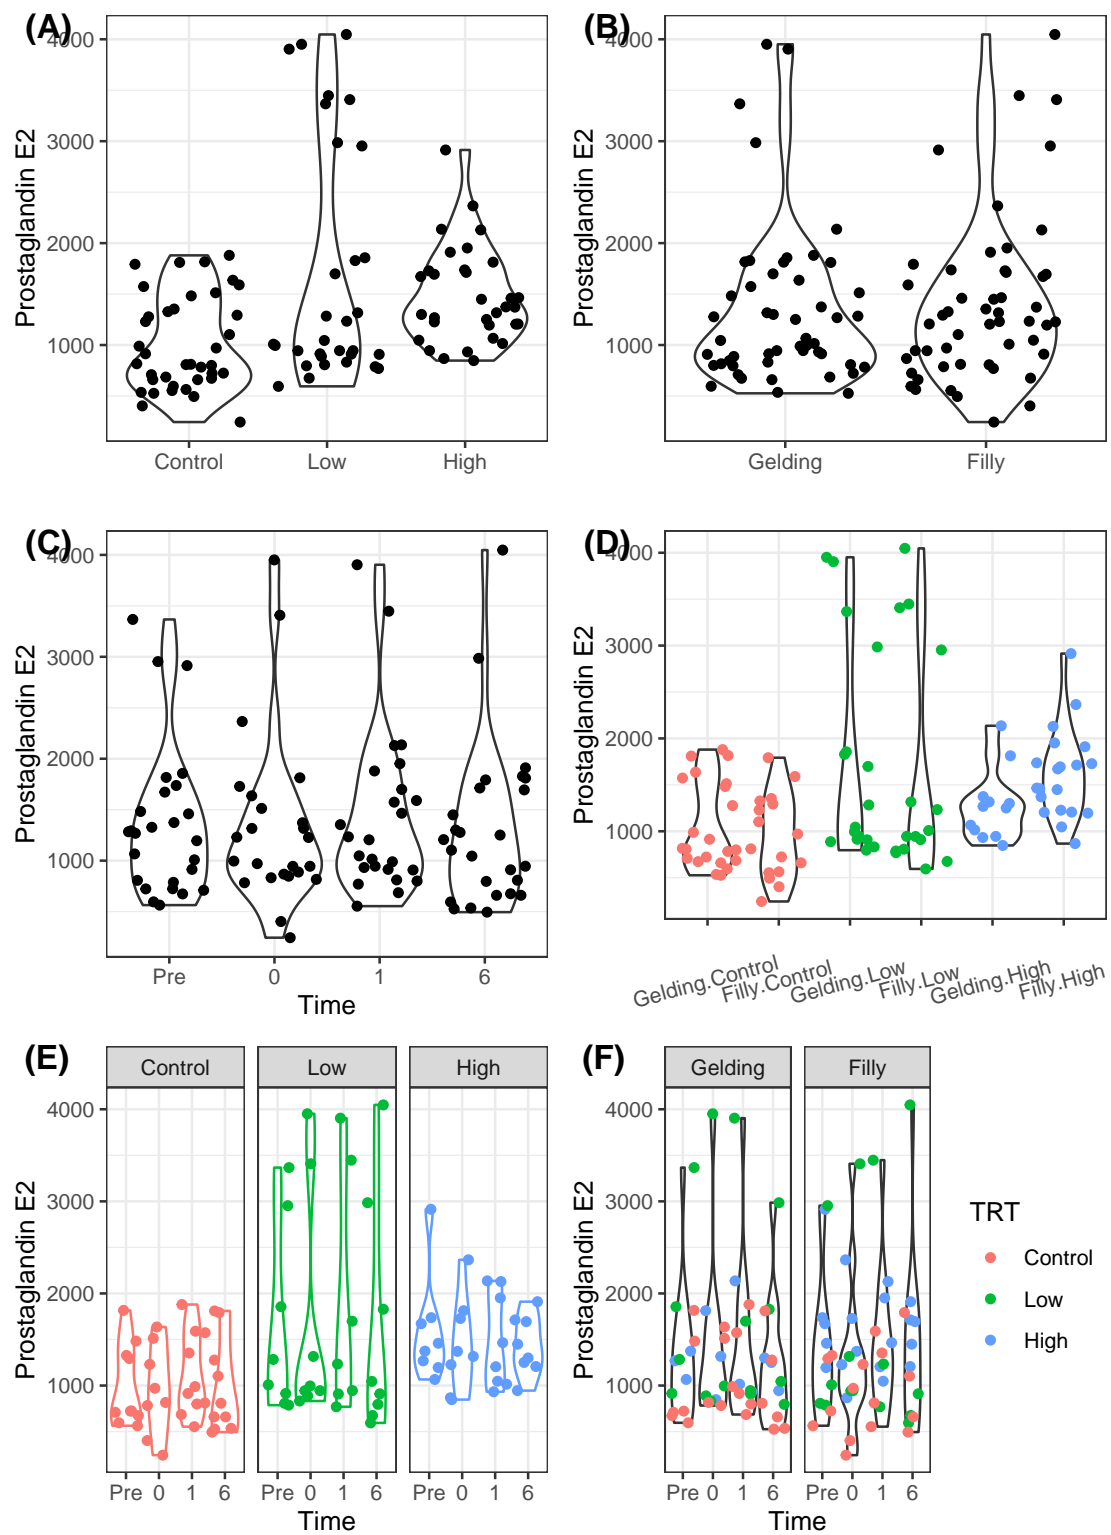 (A)
Prostaglandin E2
4000
3000
2000
1000
Control Low High
(B)
Prostaglandin E2
4000
3000
2000
1000
Gelding Filly
(C)
Prostaglandin E2
4000
3000
2000
1000
Pre 0 1 6
Time
(D)
Prostaglandin E2
4000
3000
2000
1000
Gelding.Control
Filly.Control
Gelding.Low
Filly.Low
Gelding.High
Filly.High
(E)
Control Low High
Prostaglandin E2
4000
3000
2000
1000
Pre 0 1 6 Pre 0 1 6 Pre 0 1 6
Time
(F)
Gelding Filly
Prostaglandin E2
4000
3000
2000
1000
Pre 0 1 6 Pre 0 1 6
Time
TRT
Control
Low
High